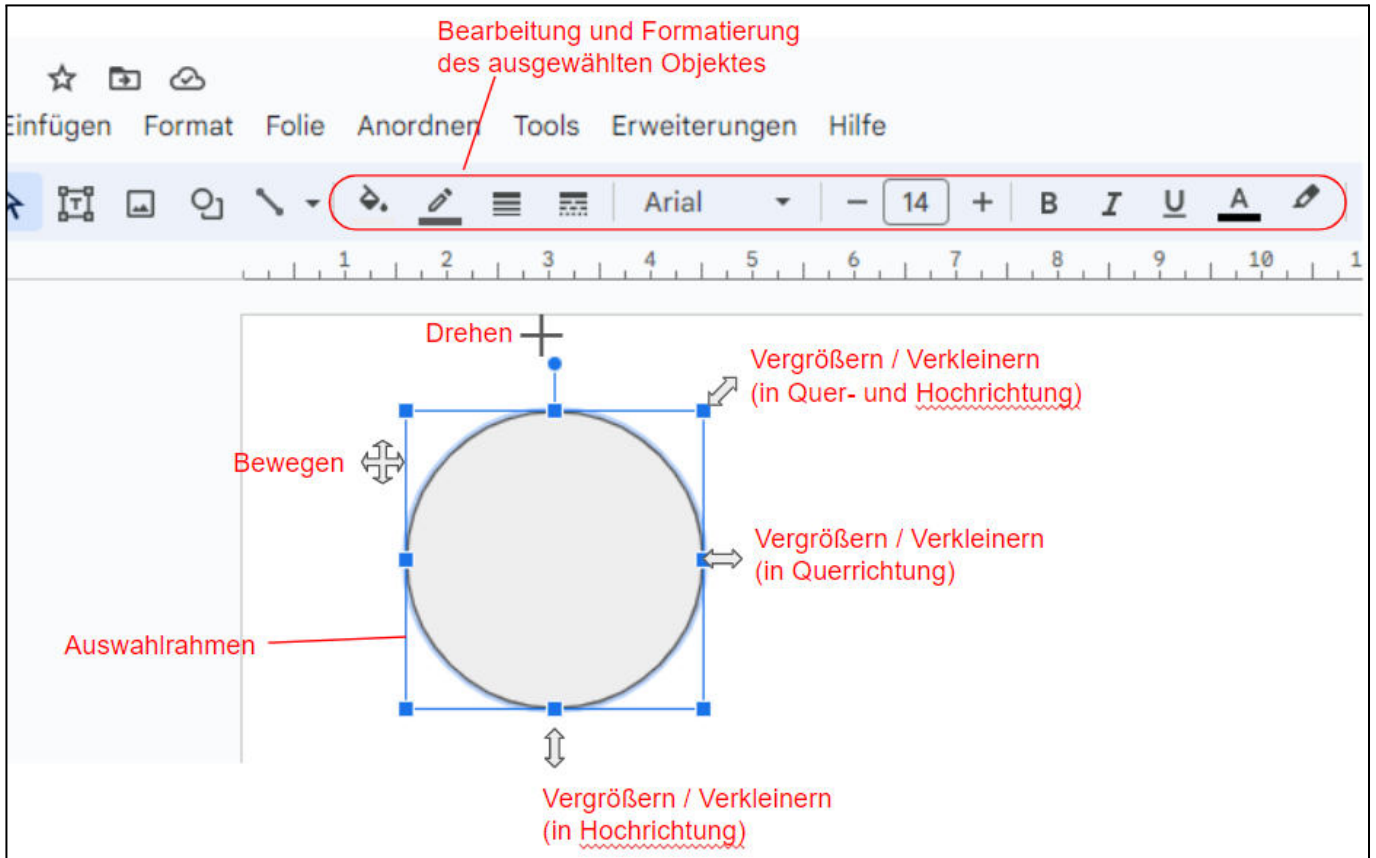 Bearbeitung und Formatierung
des ausgewählten Objektes
Einfügen Format Folie Anordnen Tools Erweiterungen Hilfe
Arial 14 B I U A
1 2 3 4 5 6 7 8 9 10 1
Drehen
Vergrößern / Verkleinern
(in Quer- und Hochrichtung)
Bewegen
Vergrößern / Verkleinern
(in Querrichtung)
Auswahlrahmen
Vergrößern / Verkleinern
(in Hochrichtung)